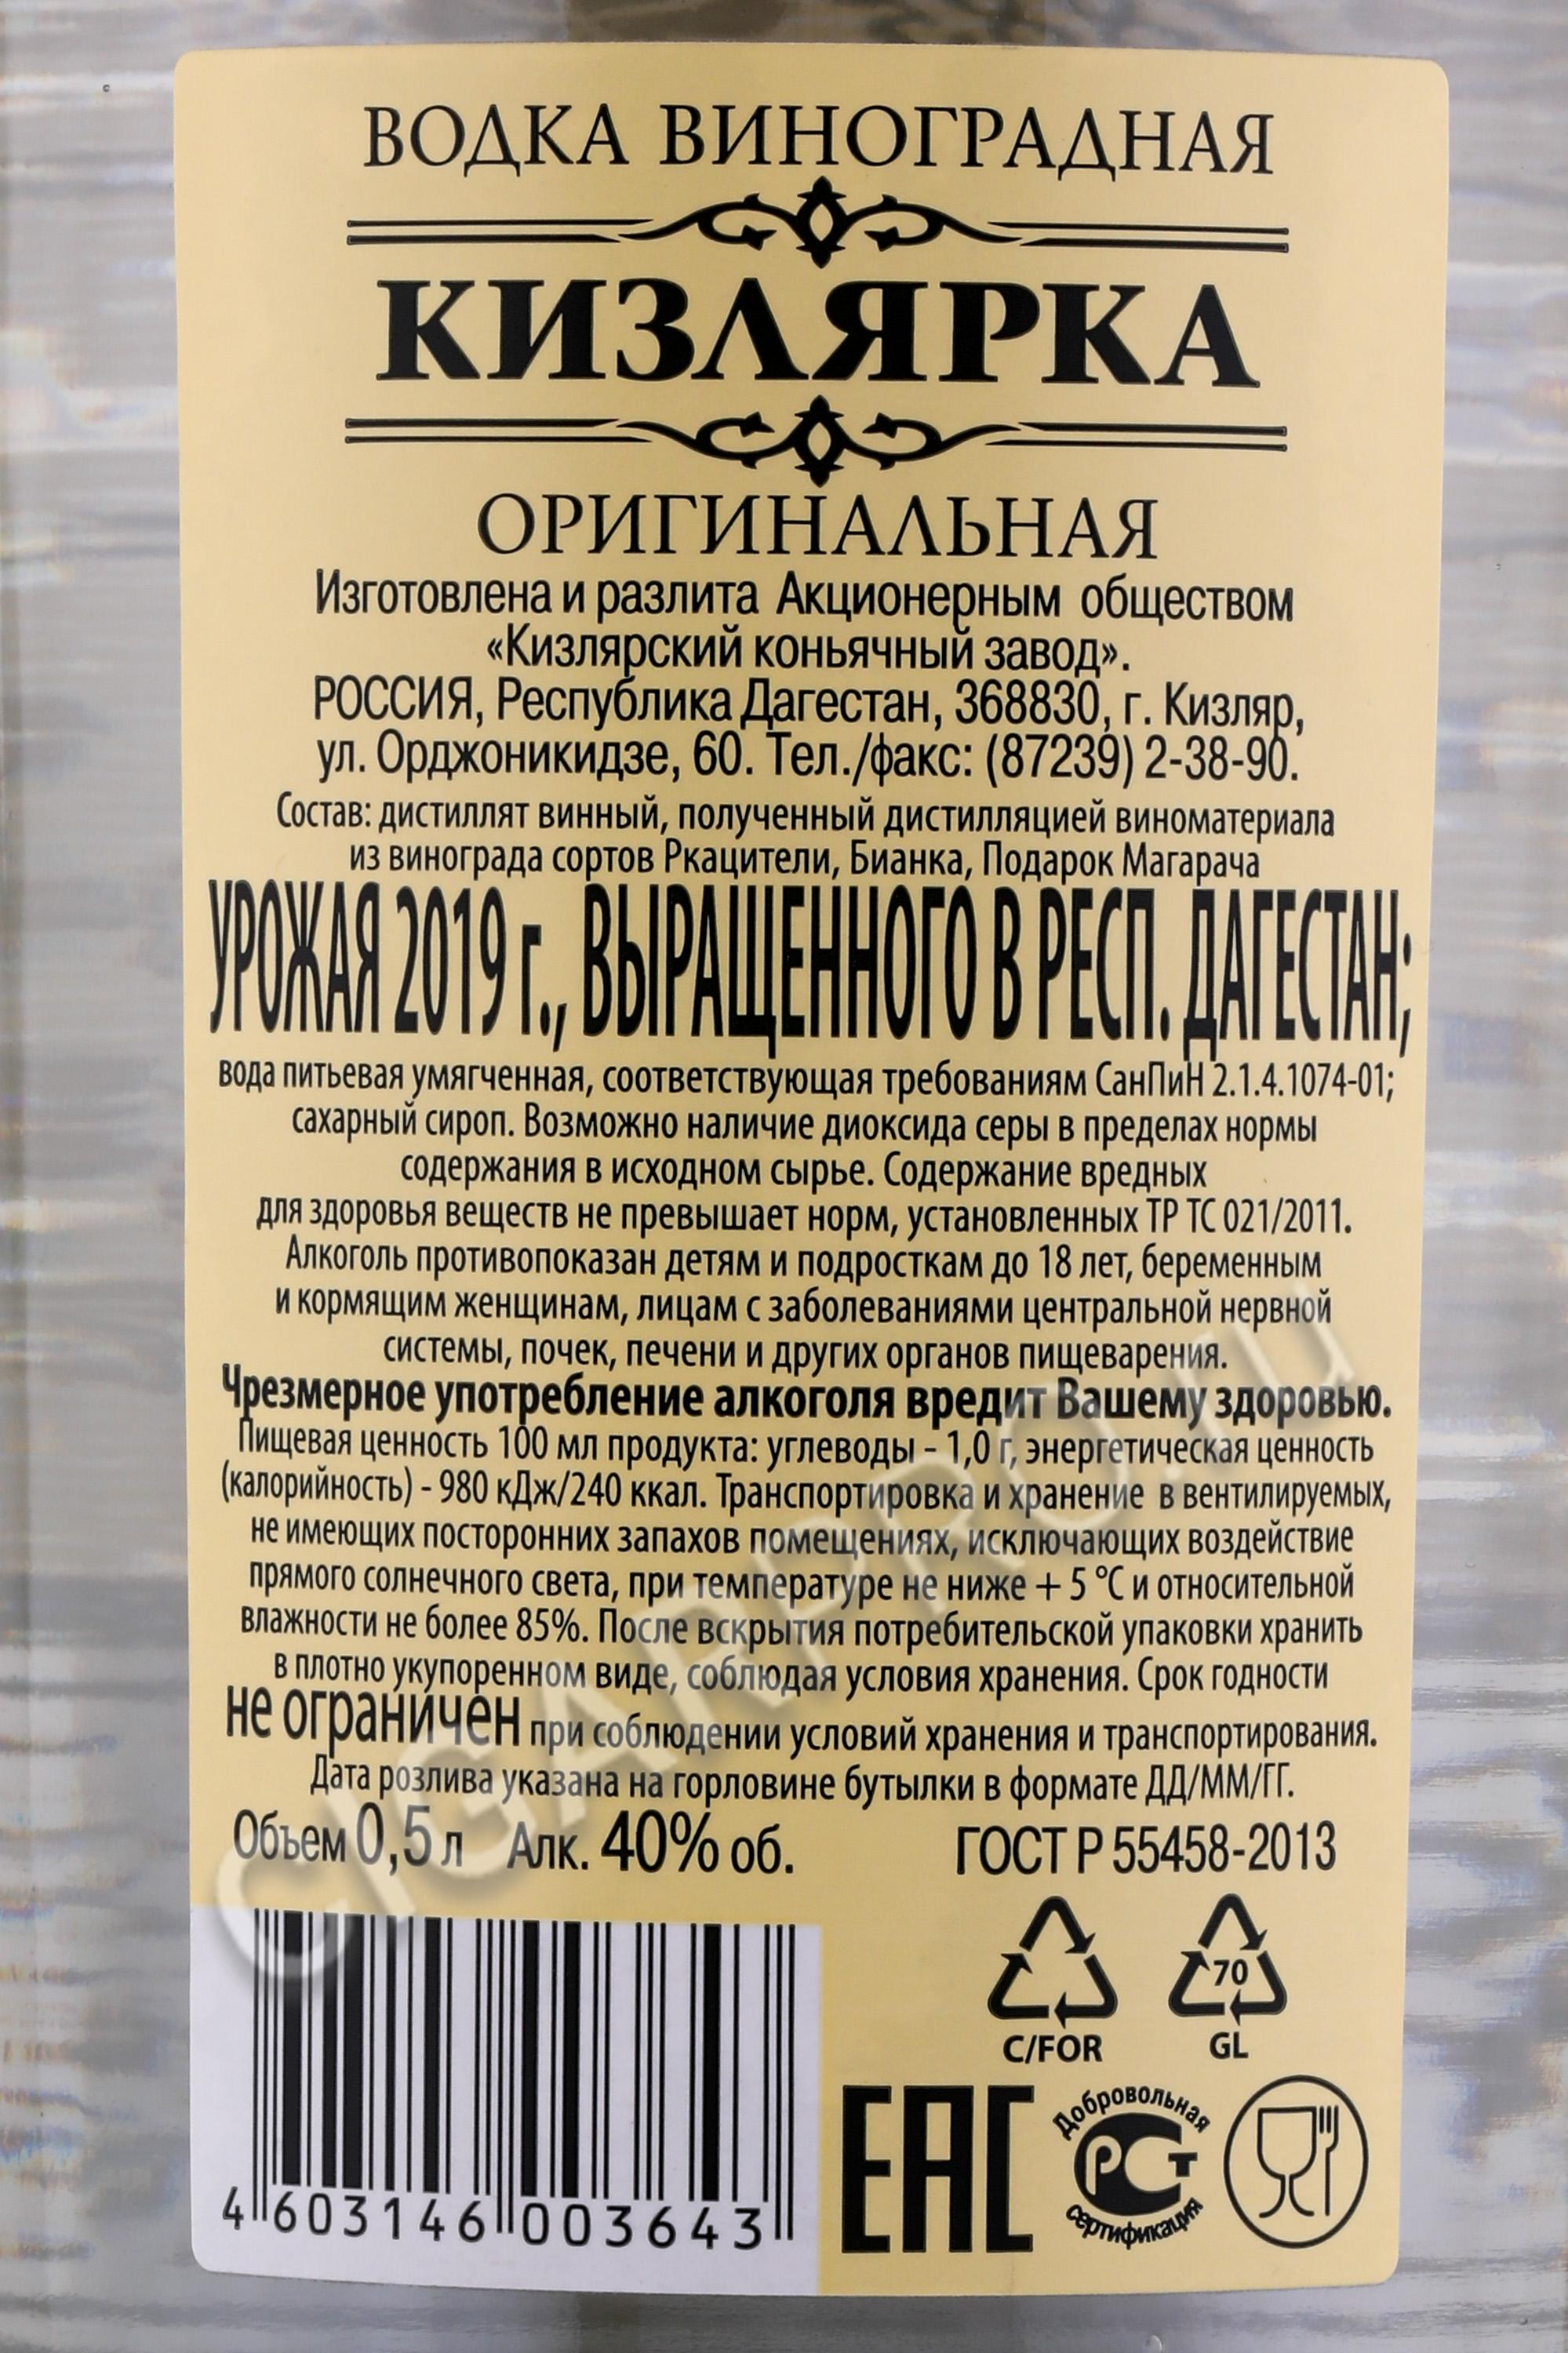 ВОДКА ВИНОГРАДНАЯ
КИЗЛЯРКА
ОРИГИНАЛЬНАЯ
Изготовлена и разлита Акционерным обществом
«Кизлярский коньячный завод».
РОССИЯ, Республика Дагестан, 368830, г. Кизляр,
ул. Орджоникидзе, 60. Тел./факс: (87239) 2-38-90.
Состав: дистиллят винный, полученный дистилляцией виноматериала
из винограда сортов Ркацители, Бианка, Подарок Магарача
УРОЖАЯ 2019 г., ВЫРАЩЕННОГО В РЕСП. ДАГЕСТАН;
вода питьевая умягченная, соответствующая требованиям СанПиН 2.1.4.1074-01;
сахарный сироп. Возможно наличие диоксида серы в пределах нормы
содержания в исходном сырье. Содержание вредных
для здоровья веществ не превышает норм, установленных ТР ТС 021/2011.
Алкоголь противопоказан детям и подросткам до 18 лет, беременным
и кормящим женщинам, лицам с заболеваниями центральной нервной
системы, почек, печени и других органов пищеварения.
Чрезмерное употребление алкоголя вредит Вашему здоровью.
Пищевая ценность 100 мл продукта: углеводы - 1,0 г, энергетическая ценность
(калорийность) - 980 кДж/240 ккал. Транспортировка и хранение в вентилируемых,
не имеющих посторонних запахов помещениях, исключающих воздействие
прямого солнечного света, при температуре не ниже + 5 °С и относительной
влажности не более 85%. После вскрытия потребительской упаковки хранить
в плотно укупоренном виде, соблюдая условия хранения. Срок годности
не ограничен при соблюдении условий хранения и транспортирования.
Дата розлива указана на горловине бутылки в формате ДД/ММ/ГГ.
Объем 0,5 л Алк. 40% об. ГОСТ Р 55458-2013
70
C/FOR GL
EAC
Добровольная
РСТ
сертификация
4 603146 003643
CIGARPRO.ru